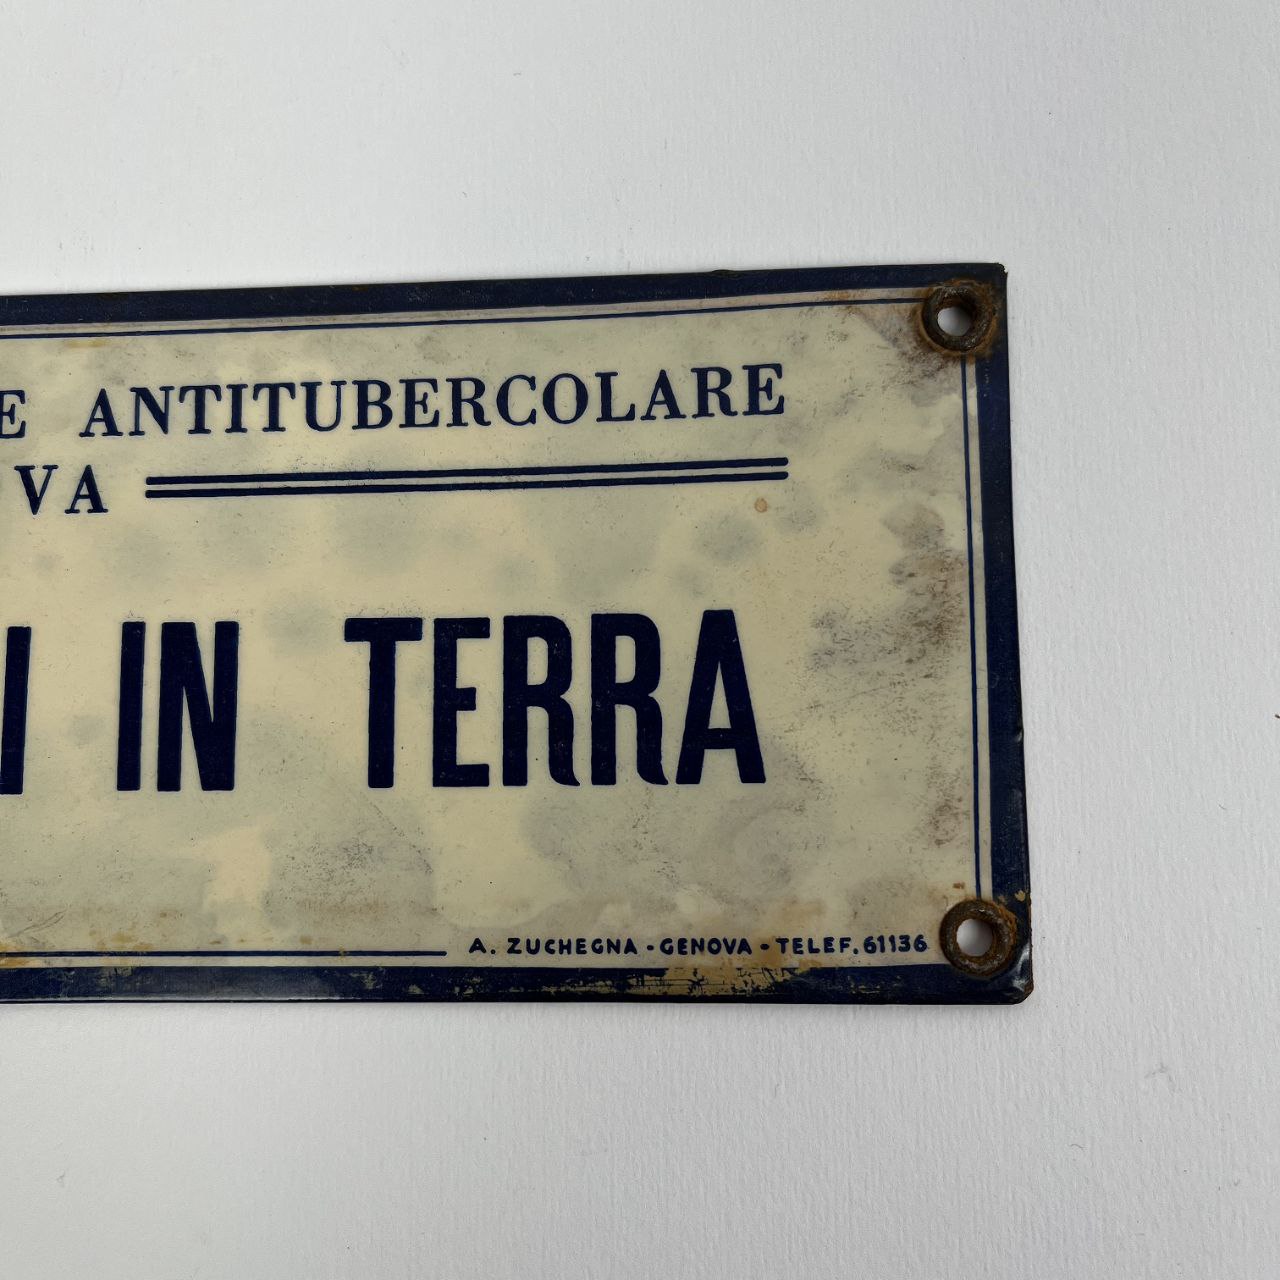 E ANTITUBERCOLARE
VA
I IN TERRA
A. ZUCHEGNA - GENOVA - TELEF. 61136